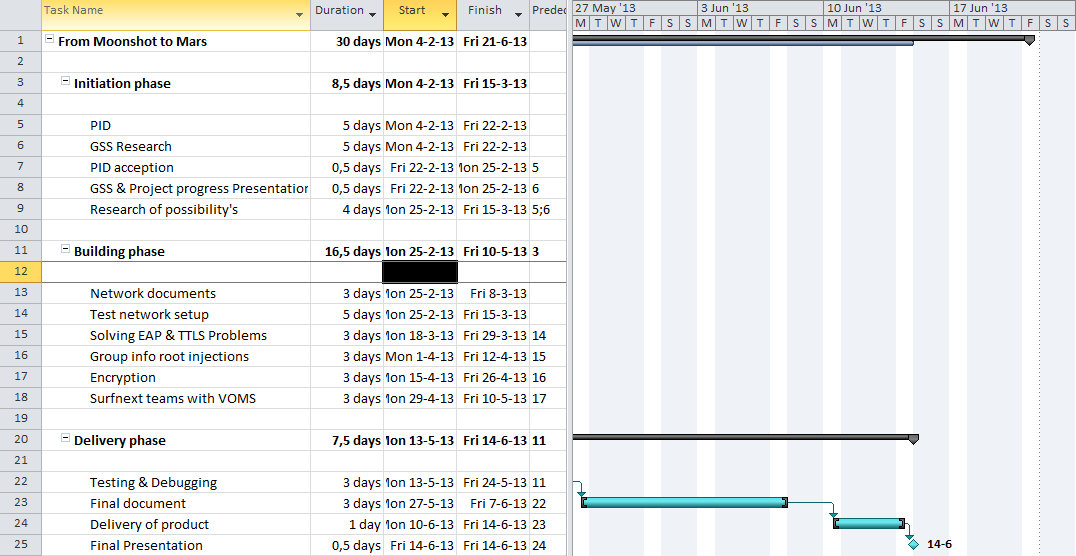 Task Name Duration Start Finish Predec 27 May '13 3 Jun '13 10 Jun '13 17 Jun '13
M T W T F S S M T W T F S S M T W T F S S M T W T F S S
1 From Moonshot to Mars 30 days Mon 4-2-13 Fri 21-6-13
2
3 Initiation phase 8,5 days Mon 4-2-13 Fri 15-3-13
4
5 PID 5 days Mon 4-2-13 Fri 22-2-13
6 GSS Research 5 days Mon 4-2-13 Fri 22-2-13
7 PID acception 0,5 days Fri 22-2-13 Mon 25-2-13 5
8 GSS & Project progress Presentation 0,5 days Fri 22-2-13 Mon 25-2-13 6
9 Research of possibility's 4 days Mon 25-2-13 Fri 15-3-13 5;6
10
11 Building phase 16,5 days Mon 25-2-13 Fri 10-5-13 3
12
13 Network documents 3 days Mon 25-2-13 Fri 8-3-13
14 Test network setup 5 days Mon 25-2-13 Fri 15-3-13
15 Solving EAP & TTLS Problems 3 days Mon 18-3-13 Fri 29-3-13 14
16 Group info root injections 3 days Mon 1-4-13 Fri 12-4-13 15
17 Encryption 3 days Mon 15-4-13 Fri 26-4-13 16
18 Surfnext teams with VOMS 3 days Mon 29-4-13 Fri 10-5-13 17
19
20 Delivery phase 7,5 days Mon 13-5-13 Fri 14-6-13 11
21
22 Testing & Debugging 3 days Mon 13-5-13 Fri 24-5-13 11
23 Final document 3 days Mon 27-5-13 Fri 7-6-13 22
24 Delivery of product 1 day Mon 10-6-13 Fri 14-6-13 23
25 Final Presentation 0,5 days Fri 14-6-13 Fri 14-6-13 24 14-6